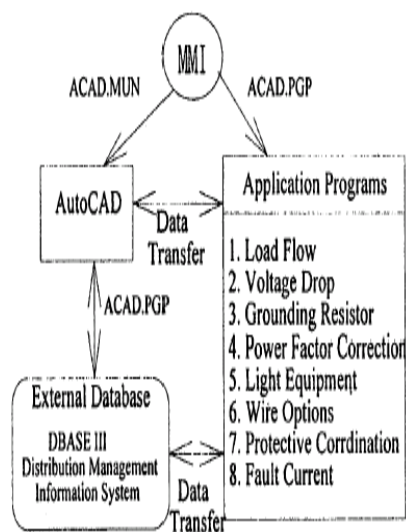 MMI
ACAD.MUN
ACAD.PGP
AutoCAD
Data
Transfer
Application Programs
1. Load Flow
2. Voltage Drop
3. Grounding Resistor
4. Power Factor Correction
5. Light Equipment
6. Wire Options
7. Protective Corrdination
8. Fault Current
ACAD.PGP
External Database
DBASE III
Distribution Management
Information System
Data
Transfer